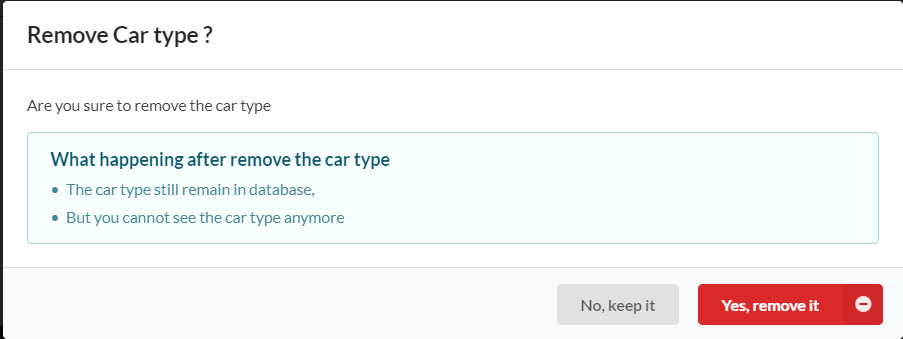 Remove Car type ?
Are you sure to remove the car type
What happening after remove the car type
• The car type still remain in database,
• But you cannot see the car type anymore
No, keep it
Yes, remove it